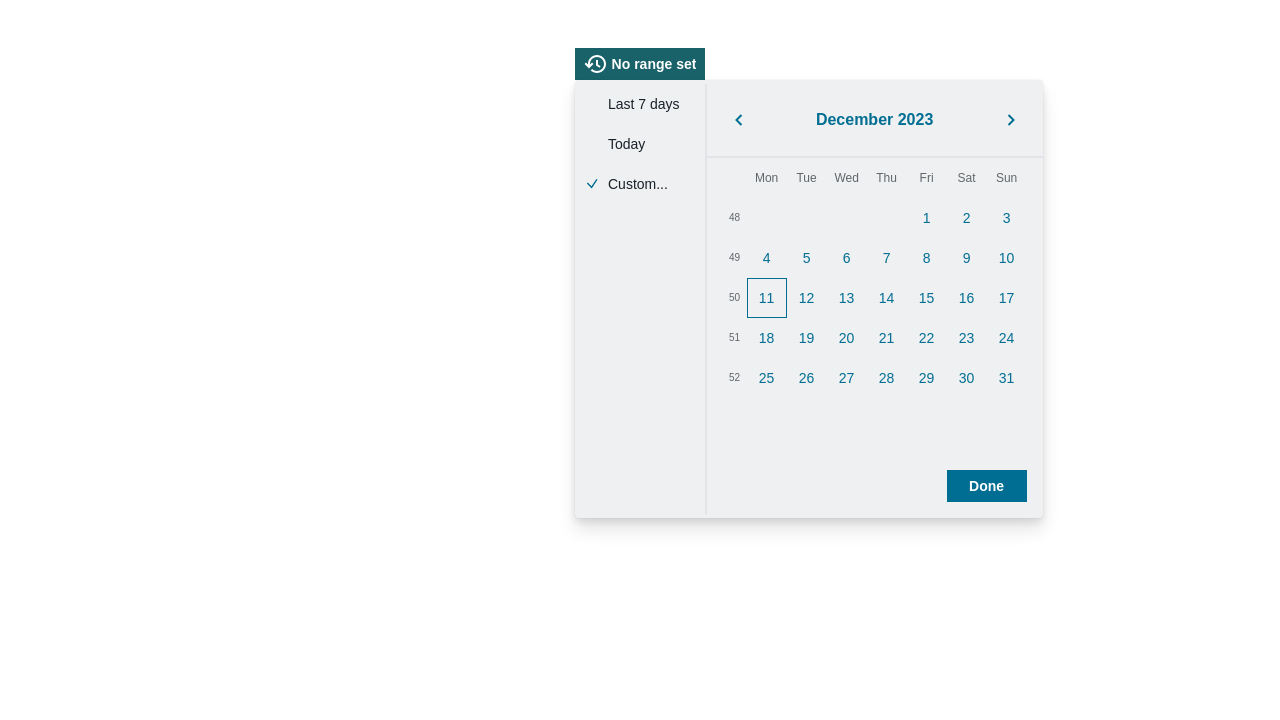 No range set
Last 7 days
Today
Custom...
December 2023
Mon Tue Wed Thu Fri Sat Sun
48 1 2 3
49 4 5 6 7 8 9 10
50 11 12 13 14 15 16 17
51 18 19 20 21 22 23 24
52 25 26 27 28 29 30 31
Done